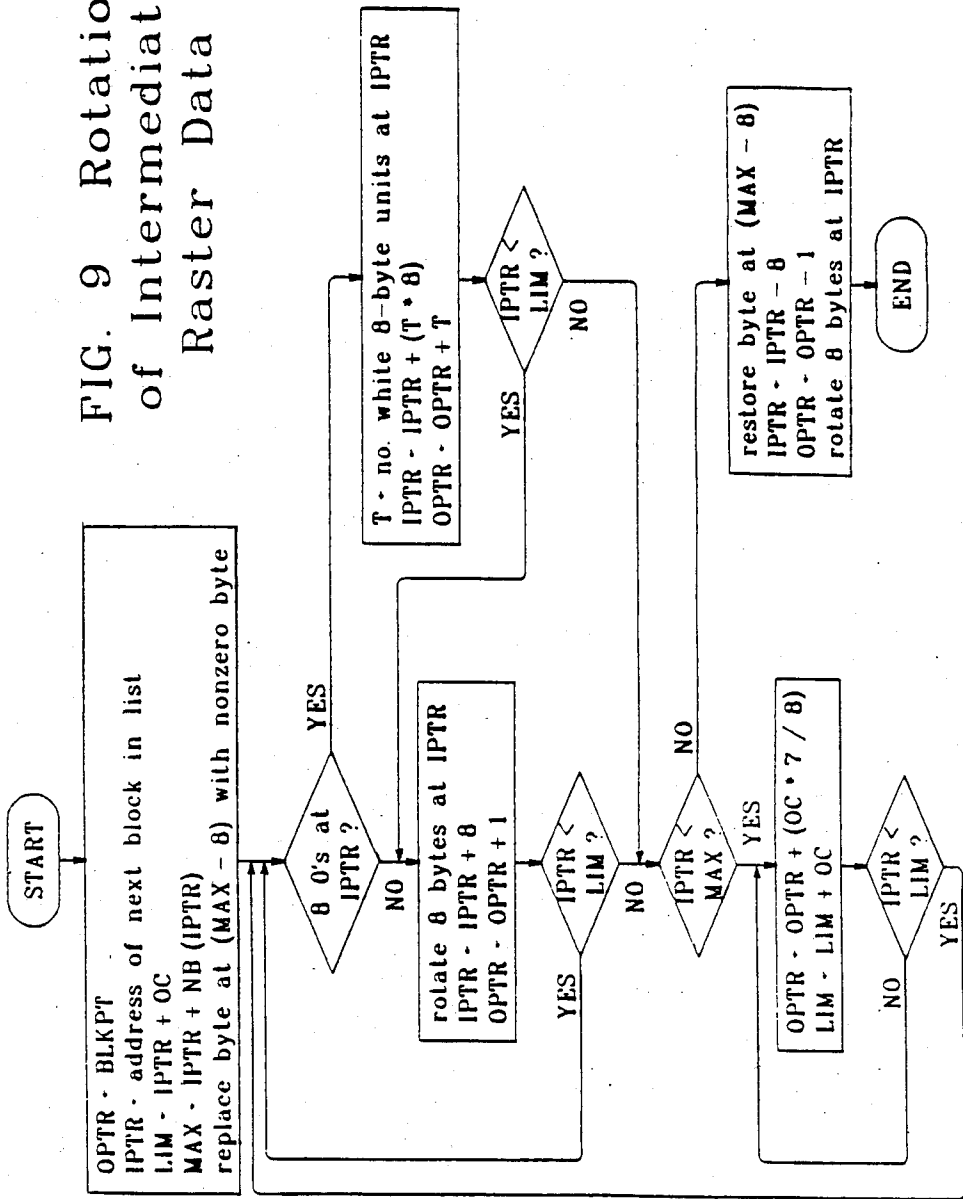 FIG. 9 Rotatio
of Intermediat
Raster Data
START
OPTR - BLKPT
IPTR - address of next block in list
LIM - IPTR + OC
MAX - IPTR + NB (IPTR)
replace byte at (MAX - 8) with nonzero byte
8 0's at
IPTR ?
YES
NO
T - no. white 8-byte units at IPTR
IPTR - IPTR + (T * 8)
OPTR - OPTR + T
IPTR <
LIM ?
YES
NO
rotate 8 bytes at IPTR
IPTR - IPTR + 8
OPTR - OPTR + 1
IPTR <
LIM ?
YES
NO
IPTR <
MAX ?
NO
YES
restore byte at (MAX - 8)
IPTR - IPTR - 8
OPTR - OPTR - 1
rotate 8 bytes at IPTR
END
OPTR - OPTR + (OC * 7 / 8)
LIM - LIM + OC
IPTR <
LIM ?
NO
YES